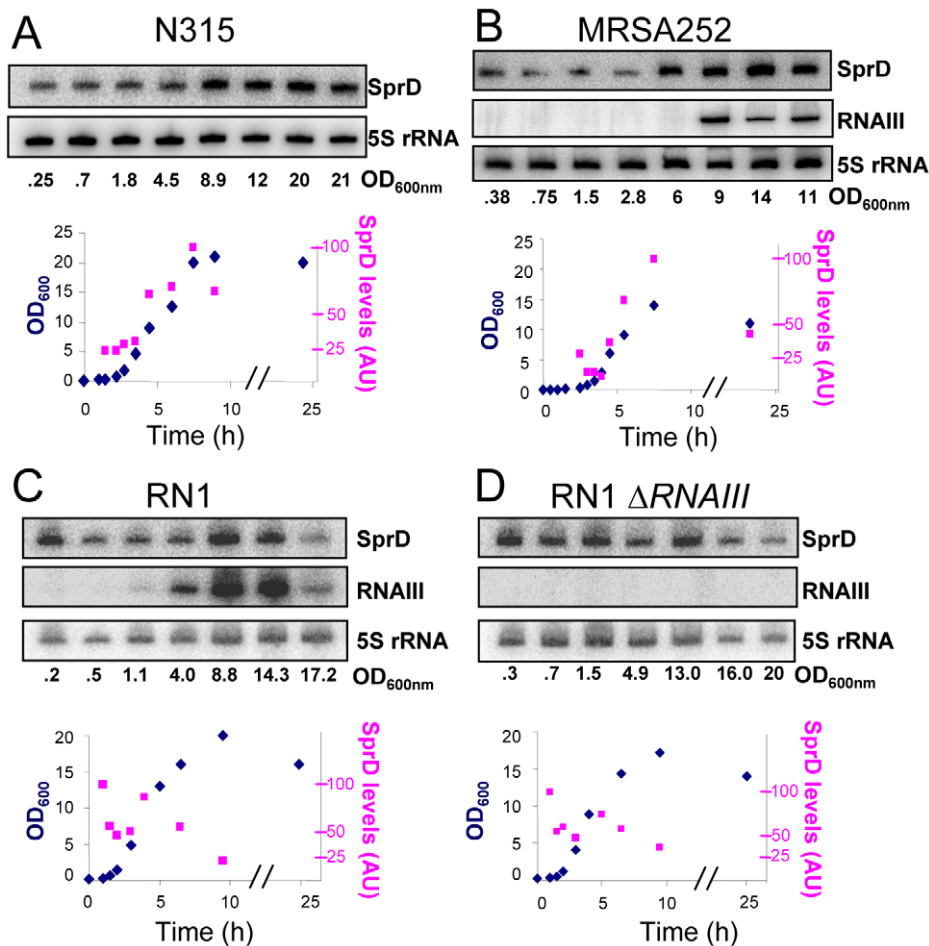 A N315
SprD
5S rRNA
.25 .7 1.8 4.5 8.9 12 20 21 OD600nm
25
20
15
10
5
0
OD600
100
50
25
SprD levels (AU)
0 5 10 25
Time (h)
B MRSA252
SprD
RNAIII
5S rRNA
.38 .75 1.5 2.8 6 9 14 11 OD600nm
25
20
15
10
5
0
OD600
100
50
25
SprD levels (AU)
0 5 10 25
Time (h)
C RN1
SprD
RNAIII
5S rRNA
.2 .5 1.1 4.0 8.8 14.3 17.2 OD600nm
20
15
10
5
0
OD600
100
50
25
SprD levels (AU)
0 5 10 25
Time (h)
D RN1 ΔRNAIII
SprD
RNAIII
5S rRNA
.3 .7 1.5 4.9 13.0 16.0 20 OD600nm
20
15
10
5
0
OD600
100
50
25
SprD levels (AU)
0 5 10 25
Time (h)